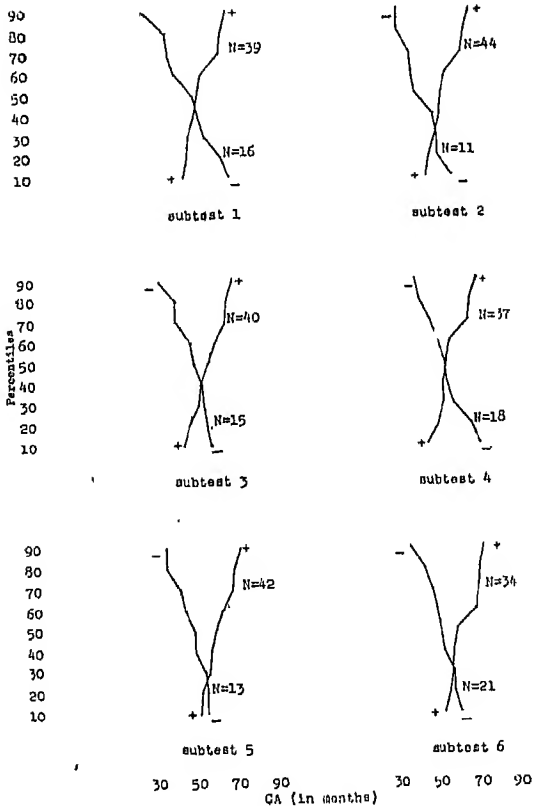 90
80
70
60
50
40
30
20
10
+
N=39
N=16
+
−
subtest 1
−
+
N=44
N=11
+
−
subtest 2
Percentiles
90
80
70
60
50
40
30
20
10
−
+
N=40
N=15
+
−
subtest 3
−
+
N=37
N=18
+
−
subtest 4
90
80
70
60
50
40
30
20
10
−
+
N=42
N=13
+
−
subtest 5
−
+
N=34
N=21
+
−
subtest 6
30 50 70 90
30 50 70 90
CA (in months)